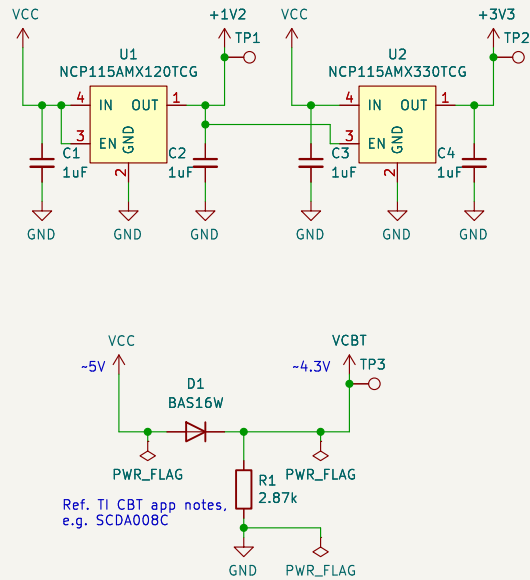 VCC
+1V2
VCC
+3V3
TP1
TP2
U1
NCP115AMX120TCG
U2
NCP115AMX330TCG
4 IN OUT 1
3 EN
GND
2
4 IN OUT 1
3 EN
GND
2
C1
1uF
C2
1uF
C3
1uF
C4
1uF
GND
GND
GND
GND
GND
GND
VCC
VCBT
~5V
~4.3V
TP3
D1
BAS16W
PWR_FLAG
PWR_FLAG
R1
2.87k
Ref. TI CBT app notes,
e.g. SCDA008C
GND
PWR_FLAG